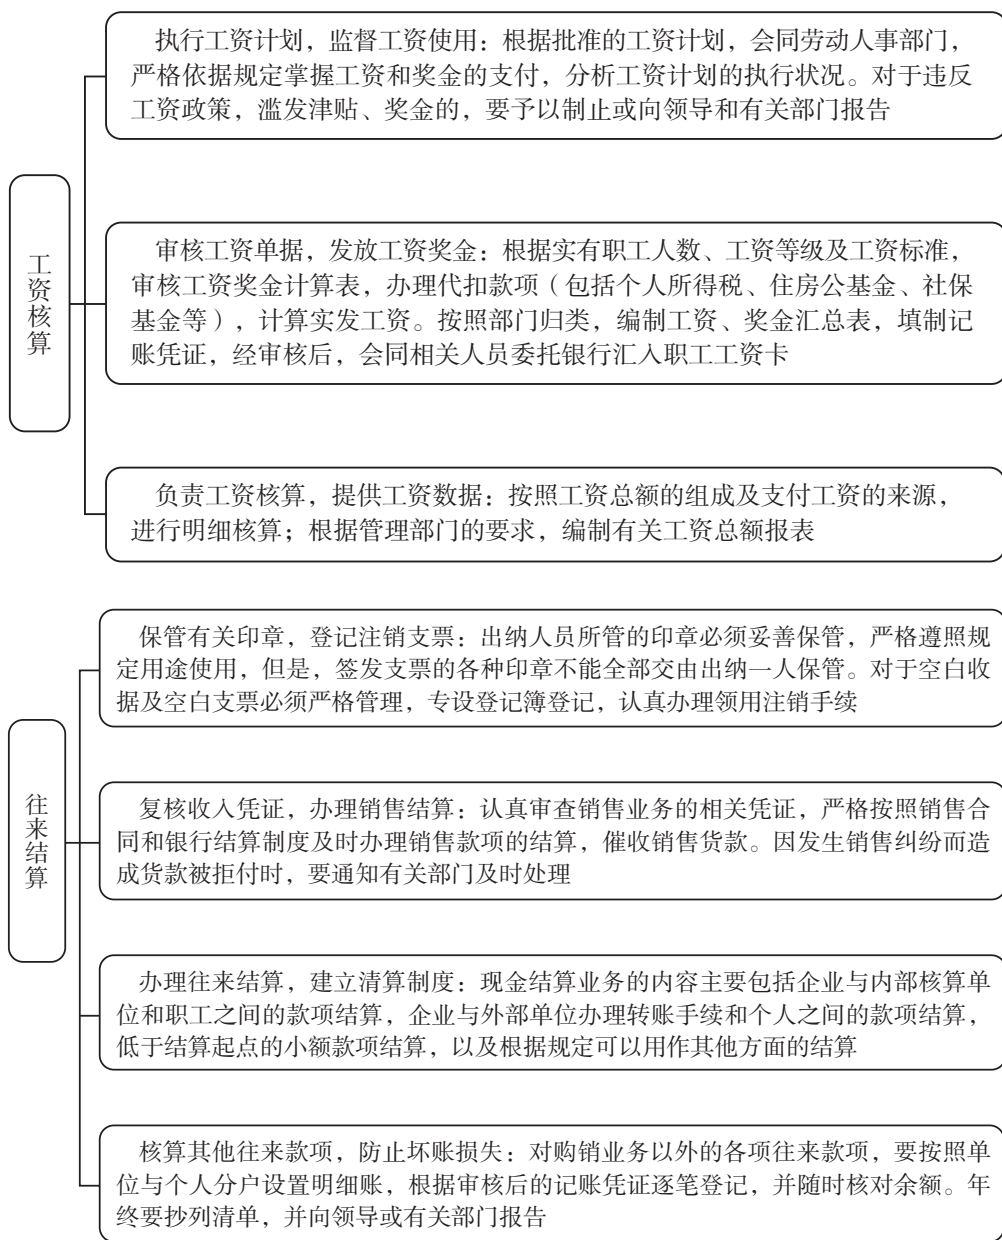 执行工资计划，监督工资使用：根据批准的工资计划，会同劳动人事部门，
严格依据规定掌握工资和奖金的支付，分析工资计划的执行状况。对于违反
工资政策，滥发津贴、奖金的，要予以制止或向领导和有关部门报告
工资核算
审核工资单据，发放工资奖金：根据实有职工人数、工资等级及工资标准，
审核工资奖金计算表，办理代扣款项（包括个人所得税、住房公基金、社保
基金等），计算实发工资。按照部门归类，编制工资、奖金汇总表，填制记
账凭证，经审核后，会同相关人员委托银行汇入职工工资卡
负责工资核算，提供工资数据：按照工资总额的组成及支付工资的来源，
进行明细核算；根据管理部门的要求，编制有关工资总额报表
保管有关印章，登记注销支票：出纳人员所管的印章必须妥善保管，严格遵照规
定用途使用，但是，签发支票的各种印章不能全部交由出纳一人保管。对于空白收
据及空白支票必须严格管理，专设登记簿登记，认真办理领用注销手续
往来结算
复核收入凭证，办理销售结算：认真审查销售业务的相关凭证，严格按照销售合
同和银行结算制度及时办理销售款项的结算，催收销售货款。因发生销售纠纷而造
成货款被拒付时，要通知有关部门及时处理
办理往来结算，建立清算制度：现金结算业务的内容主要包括企业与内部核算单
位和职工之间的款项结算，企业与外部单位办理转账手续和个人之间的款项结算，
低于结算起点的小额款项结算，以及根据规定可以用作其他方面的结算
核算其他往来款项，防止坏账损失：对购销业务以外的各项往来款项，要按照单
位与个人分户设置明细账，根据审核后的记账凭证逐笔登记，并随时核对余额。年
终要抄列清单，并向领导或有关部门报告